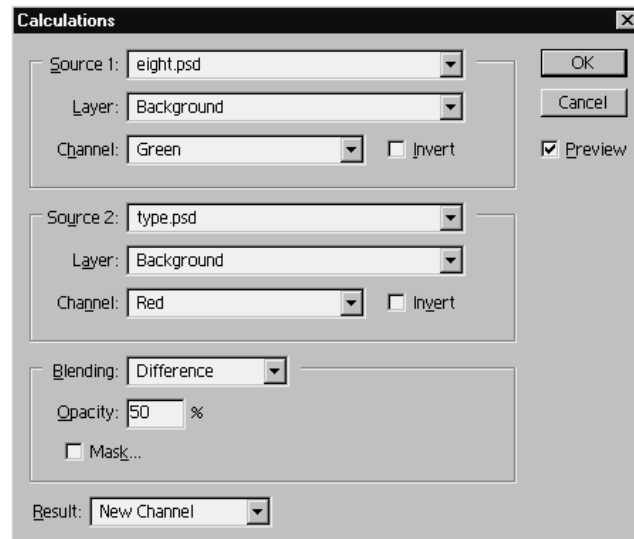 Calculations
Source 1: eight.psd
Layer: Background
Channel: Green Invert
Source 2: type.psd
Layer: Background
Channel: Red Invert
Blending: Difference
Opacity: 50 %
Mask...
Result: New Channel
OK
Cancel
Preview